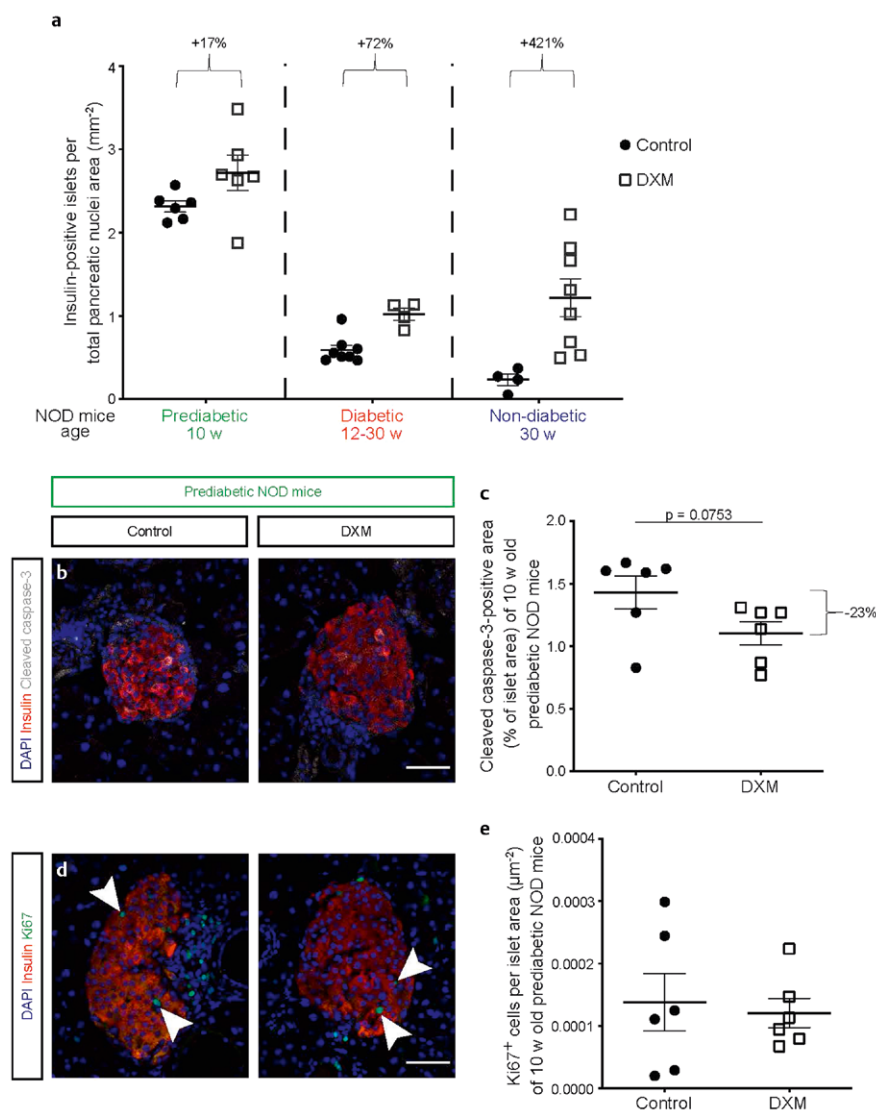 a
+17%
+72%
+421%
Insulin-positive islets per
total pancreatic nuclei area (mm⁻²)
4
3
2
1
0
Control
DXM
NOD mice
age
Prediabetic
10 w
Diabetic
12-30 w
Non-diabetic
30 w
Prediabetic NOD mice
Control
DXM
DAPI Insulin Cleaved caspase-3
b
c
p = 0.0753
Cleaved caspase-3-positive area
(% of islet area) of 10 w old
prediabetic NOD mice
2.0
1.5
1.0
0.5
0.0
-23%
Control
DXM
DAPI Insulin Ki67
d
e
Ki67⁺ cells per islet area (µm⁻²)
of 10 w old prediabetic NOD mice
0.0004
0.0003
0.0002
0.0001
0.0000
Control
DXM